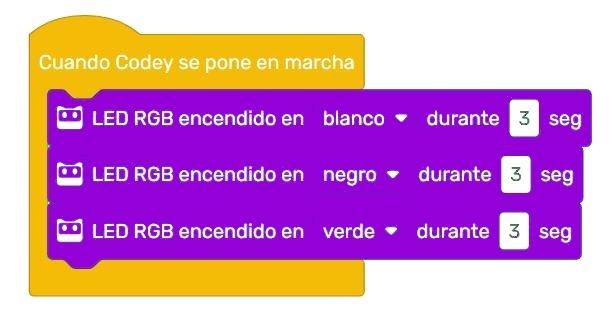 Cuando Codey se pone en marcha
LED RGB encendido en blanco durante 3 seg
LED RGB encendido en negro durante 3 seg
LED RGB encendido en verde durante 3 seg